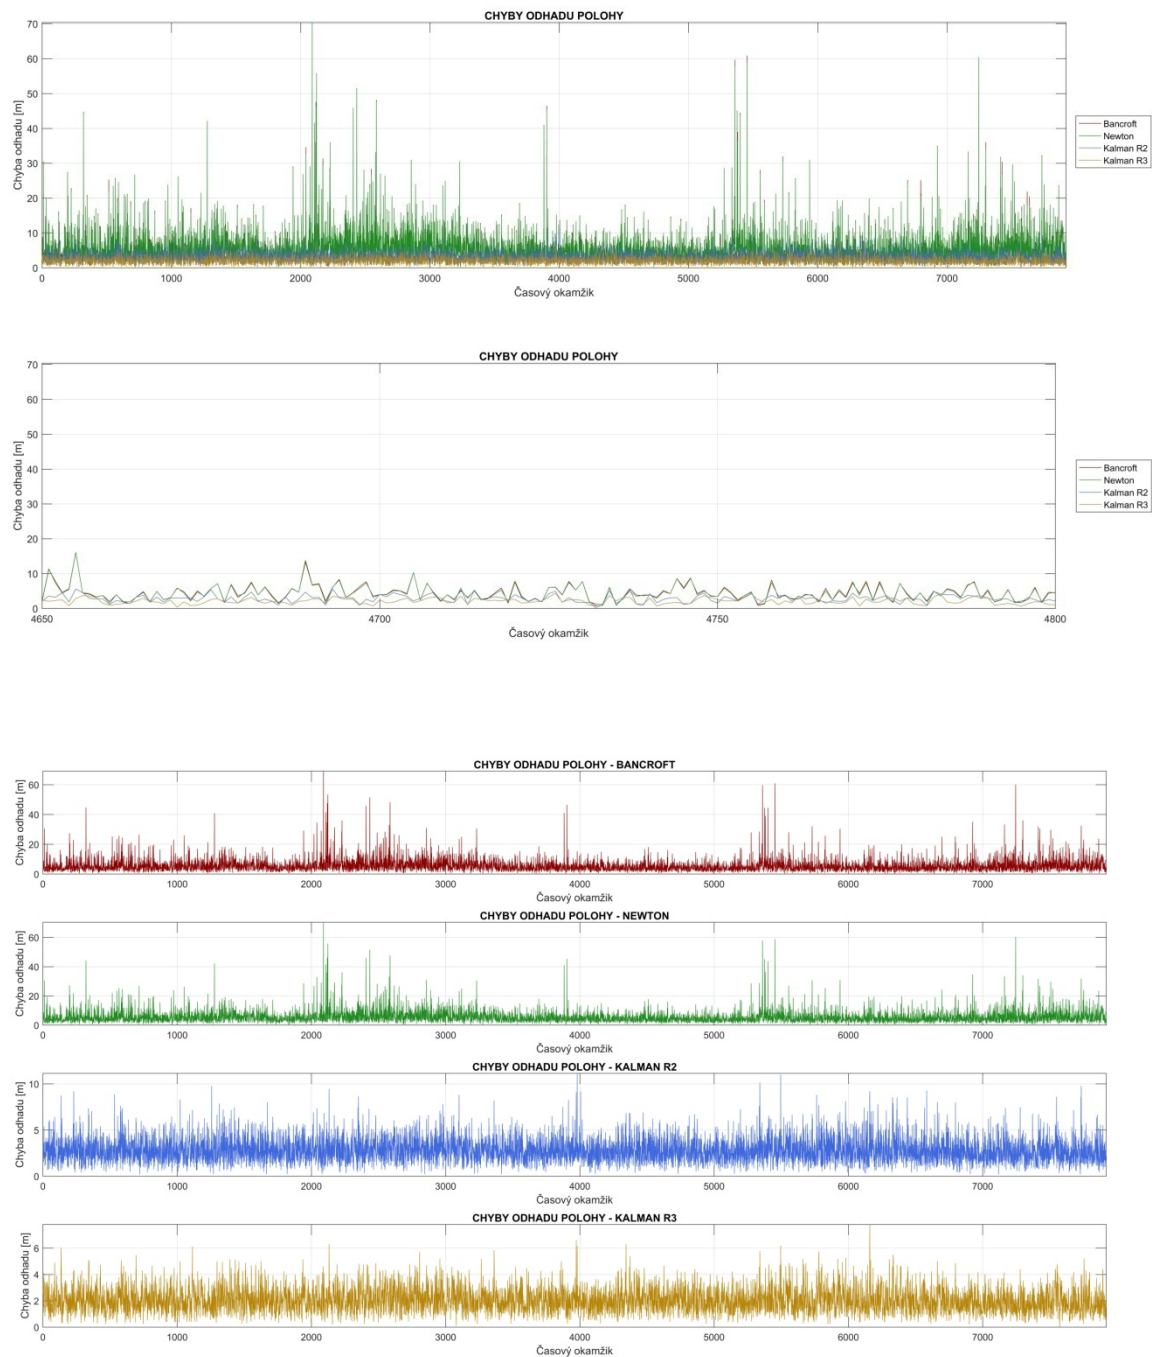 CHYBY ODHADU POLOHY
70
60
50
40
30
20
10
0
Chyba odhadu [m]
0 1000 2000 3000 4000 5000 6000 7000
Časový okamžik
Bancroft
Newton
Kalman R2
Kalman R3
CHYBY ODHADU POLOHY
70
60
50
40
30
20
10
0
Chyba odhadu [m]
4650 4700 4750 4800
Časový okamžik
Bancroft
Newton
Kalman R2
Kalman R3
CHYBY ODHADU POLOHY - BANCROFT
60
40
20
0
Chyba odhadu [m]
0 1000 2000 3000 4000 5000 6000 7000
Časový okamžik
CHYBY ODHADU POLOHY - NEWTON
60
40
20
0
Chyba odhadu [m]
0 1000 2000 3000 4000 5000 6000 7000
Časový okamžik
CHYBY ODHADU POLOHY - KALMAN R2
10
5
0
Chyba odhadu [m]
0 1000 2000 3000 4000 5000 6000 7000
Časový okamžik
CHYBY ODHADU POLOHY - KALMAN R3
6
4
2
0
Chyba odhadu [m]
0 1000 2000 3000 4000 5000 6000 7000
Časový okamžik